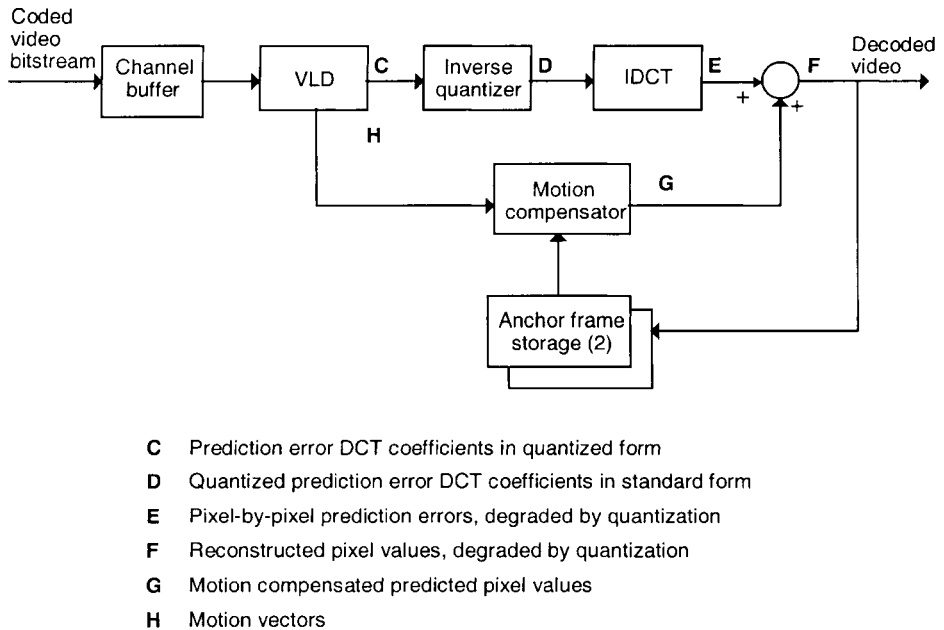 Coded
video
bitstream
Channel
buffer
VLD
C
Inverse
quantizer
D
IDCT
E
+
+
F
Decoded
video
H
Motion
compensator
G
Anchor frame
storage (2)
C Prediction error DCT coefficients in quantized form
D Quantized prediction error DCT coefficients in standard form
E Pixel-by-pixel prediction errors, degraded by quantization
F Reconstructed pixel values, degraded by quantization
G Motion compensated predicted pixel values
H Motion vectors